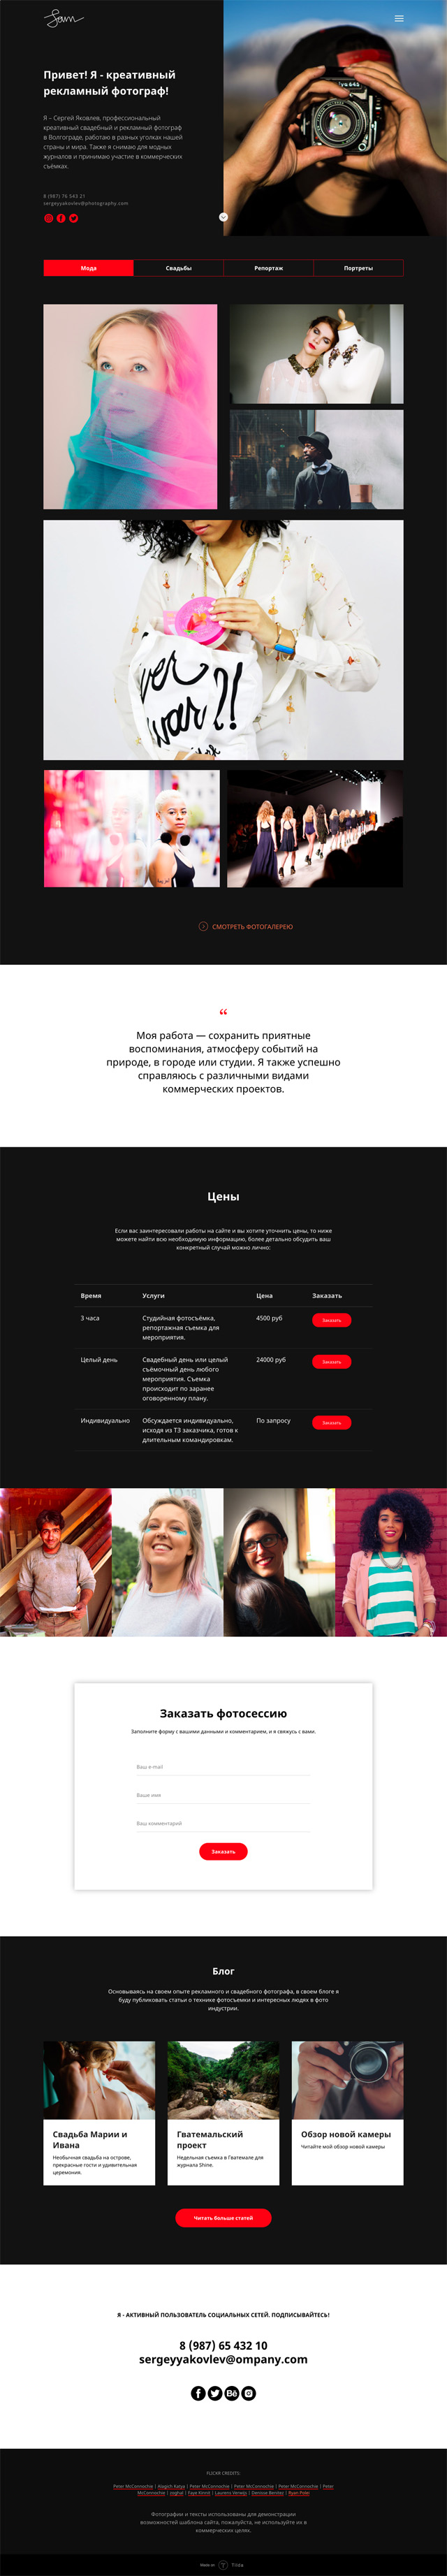 Привет! Я - креативный
рекламный фотограф!
Я – Сергей Яковлев, профессиональный
креативный свадебный и рекламный фотограф
в Волгограде, работаю в разных уголках нашей
страны и мира. Также я снимаю для модных
журналов и принимаю участие в коммерческих
съёмках.
8 (987) 76 543 21
sergeyyakovlev@photography.com
Мода
Свадьбы
Репортаж
Портреты
СМОТРЕТЬ ФОТОГАЛЕРЕЮ
“
Моя работа — сохранить приятные
воспоминания, атмосферу событий на
природе, в городе или студии. Я также успешно
справляюсь с различными видами
коммерческих проектов.
Цены
Если вас заинтересовали работы на сайте и вы хотите уточнить цены, то ниже
можете найти всю необходимую информацию, более детально обсудить ваш
конкретный случай можно лично:
Время Услуги Цена Заказать
3 часа Студийная фотосъёмка, 4500 руб Заказать
репортажная съемка для
мероприятия.
Целый день Свадебный день или целый 24000 руб Заказать
съёмочный день любого
мероприятия. Съемка
происходит по заранее
оговоренному плану.
Индивидуально Обсуждается индивидуально, По запросу Заказать
исходя из ТЗ заказчика, готов к
длительным командировкам.
Заказать фотосессию
Заполните форму с вашими данными и комментарием, и я свяжусь с вами.
Ваш e-mail
Ваше имя
Ваш комментарий
Заказать
Блог
Основываясь на своем опыте рекламного и свадебного фотографа, в своем блоге я
буду публиковать статьи о технике фотосъемки и интересных людях в фото
индустрии.
Свадьба Марии и
Ивана
Необычная свадьба на острове,
прекрасные гости и удивительная
церемония.
Гватемальский
проект
Недельная съемка в Гватемале для
журнала Shine.
Обзор новой камеры
Читайте мой обзор новой камеры
Читать больше статей
Я - АКТИВНЫЙ ПОЛЬЗОВАТЕЛЬ СОЦИАЛЬНЫХ СЕТЕЙ. ПОДПИСЫВАЙТЕСЬ!
8 (987) 65 432 10
sergeyyakovlev@ompany.com
FLICKR CREDITS:
Peter McConnochie | Alagich Katya | Peter McConnochie | Peter McConnochie | Peter McConnochie | Peter
McConnochie | neghal | Faye Kinnit | Laurens Verwijs | Denisse Benitez | Ryan Polei
Фотографии и тексты использованы для демонстрации
возможностей шаблона сайта, пожалуйста, не используйте их в
коммерческих целях.
Made on Tilda